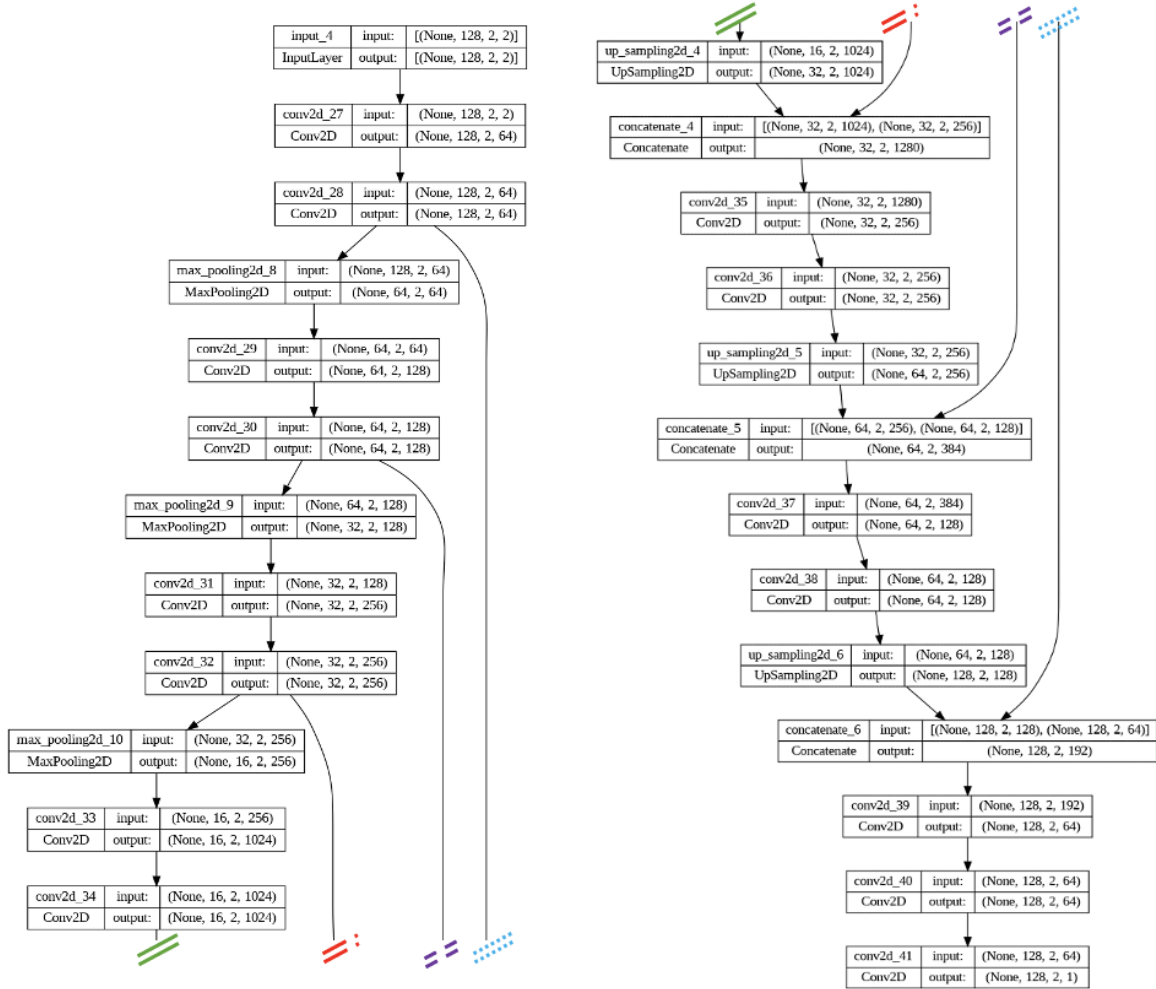 input_4 input: [(None, 128, 2, 2)]
InputLayer output: [(None, 128, 2, 2)]
conv2d_27 input: (None, 128, 2, 2)
Conv2D output: (None, 128, 2, 64)
conv2d_28 input: (None, 128, 2, 64)
Conv2D output: (None, 128, 2, 64)
max_pooling2d_8 input: (None, 128, 2, 64)
MaxPooling2D output: (None, 64, 2, 64)
conv2d_29 input: (None, 64, 2, 64)
Conv2D output: (None, 64, 2, 128)
conv2d_30 input: (None, 64, 2, 128)
Conv2D output: (None, 64, 2, 128)
max_pooling2d_9 input: (None, 64, 2, 128)
MaxPooling2D output: (None, 32, 2, 128)
conv2d_31 input: (None, 32, 2, 128)
Conv2D output: (None, 32, 2, 256)
conv2d_32 input: (None, 32, 2, 256)
Conv2D output: (None, 32, 2, 256)
max_pooling2d_10 input: (None, 32, 2, 256)
MaxPooling2D output: (None, 16, 2, 256)
conv2d_33 input: (None, 16, 2, 256)
Conv2D output: (None, 16, 2, 1024)
conv2d_34 input: (None, 16, 2, 1024)
Conv2D output: (None, 16, 2, 1024)
up_sampling2d_4 input: (None, 16, 2, 1024)
UpSampling2D output: (None, 32, 2, 1024)
concatenate_4 input: [(None, 32, 2, 1024), (None, 32, 2, 256)]
Concatenate output: (None, 32, 2, 1280)
conv2d_35 input: (None, 32, 2, 1280)
Conv2D output: (None, 32, 2, 256)
conv2d_36 input: (None, 32, 2, 256)
Conv2D output: (None, 32, 2, 256)
up_sampling2d_5 input: (None, 32, 2, 256)
UpSampling2D output: (None, 64, 2, 256)
concatenate_5 input: [(None, 64, 2, 256), (None, 64, 2, 128)]
Concatenate output: (None, 64, 2, 384)
conv2d_37 input: (None, 64, 2, 384)
Conv2D output: (None, 64, 2, 128)
conv2d_38 input: (None, 64, 2, 128)
Conv2D output: (None, 64, 2, 128)
up_sampling2d_6 input: (None, 64, 2, 128)
UpSampling2D output: (None, 128, 2, 128)
concatenate_6 input: [(None, 128, 2, 128), (None, 128, 2, 64)]
Concatenate output: (None, 128, 2, 192)
conv2d_39 input: (None, 128, 2, 192)
Conv2D output: (None, 128, 2, 64)
conv2d_40 input: (None, 128, 2, 64)
Conv2D output: (None, 128, 2, 64)
conv2d_41 input: (None, 128, 2, 64)
Conv2D output: (None, 128, 2, 1)